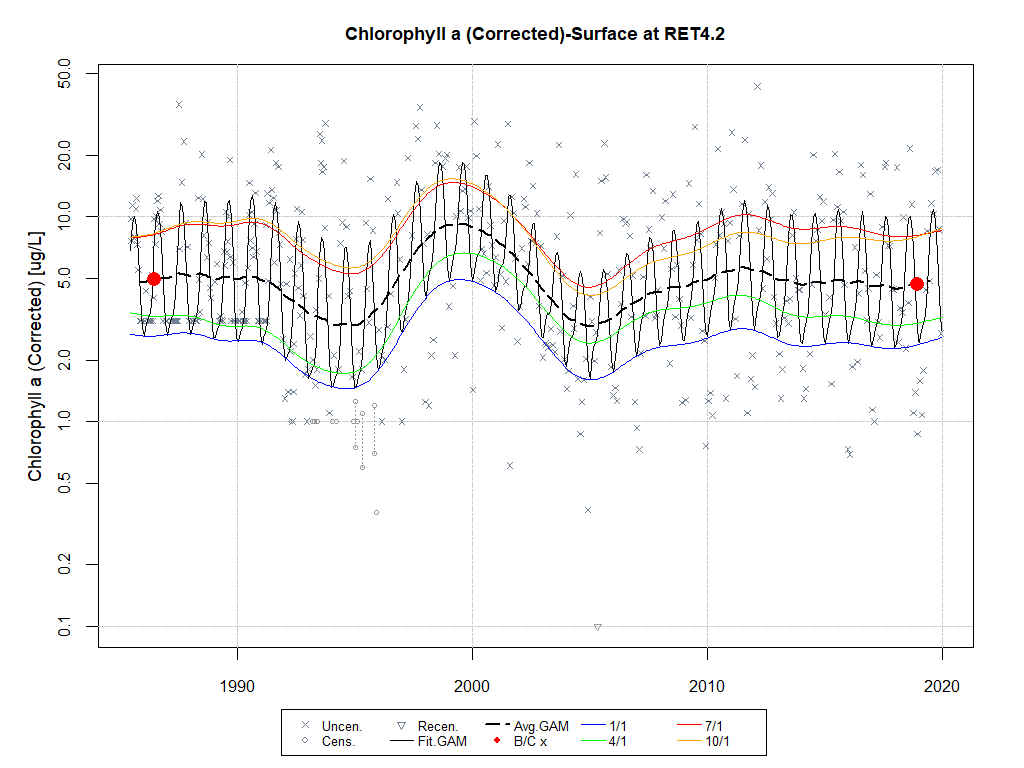 Chlorophyll a (Corrected)-Surface at RET4.2
Chlorophyll a (Corrected) [ug/L]
50.0
20.0
10.0
5.0
2.0
1.0
0.5
0.2
0.1
1990 2000 2010 2020
Uncen. Recen. Avg.GAM 1/1 7/1
Cens. Fit.GAM B/C x 4/1 10/1